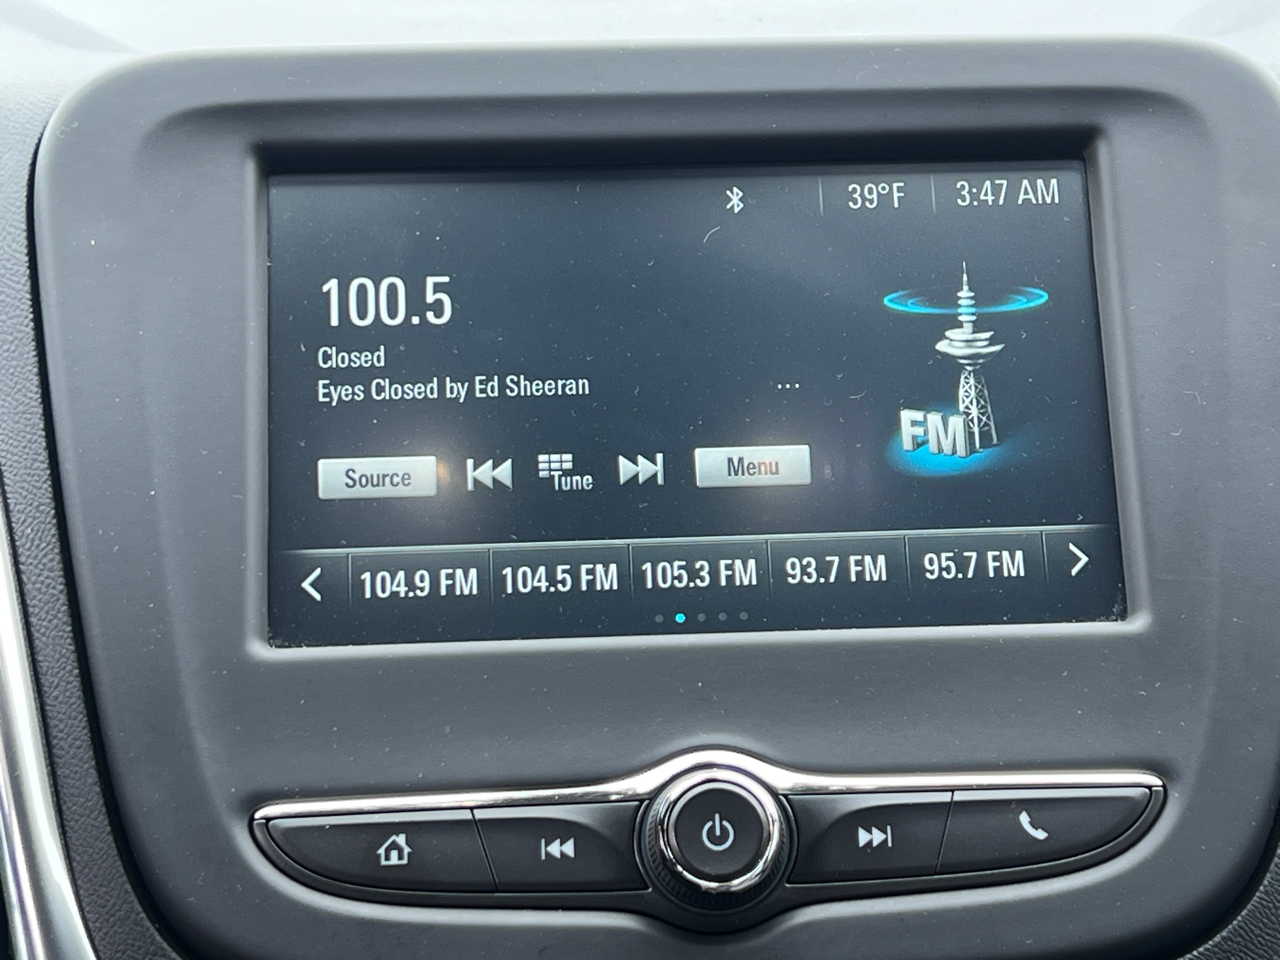 39°F 3:47 AM
100.5
Closed
Eyes Closed by Ed Sheeran ...
Source Tune Menu
FM
104.9 FM 104.5 FM 105.3 FM 93.7 FM 95.7 FM